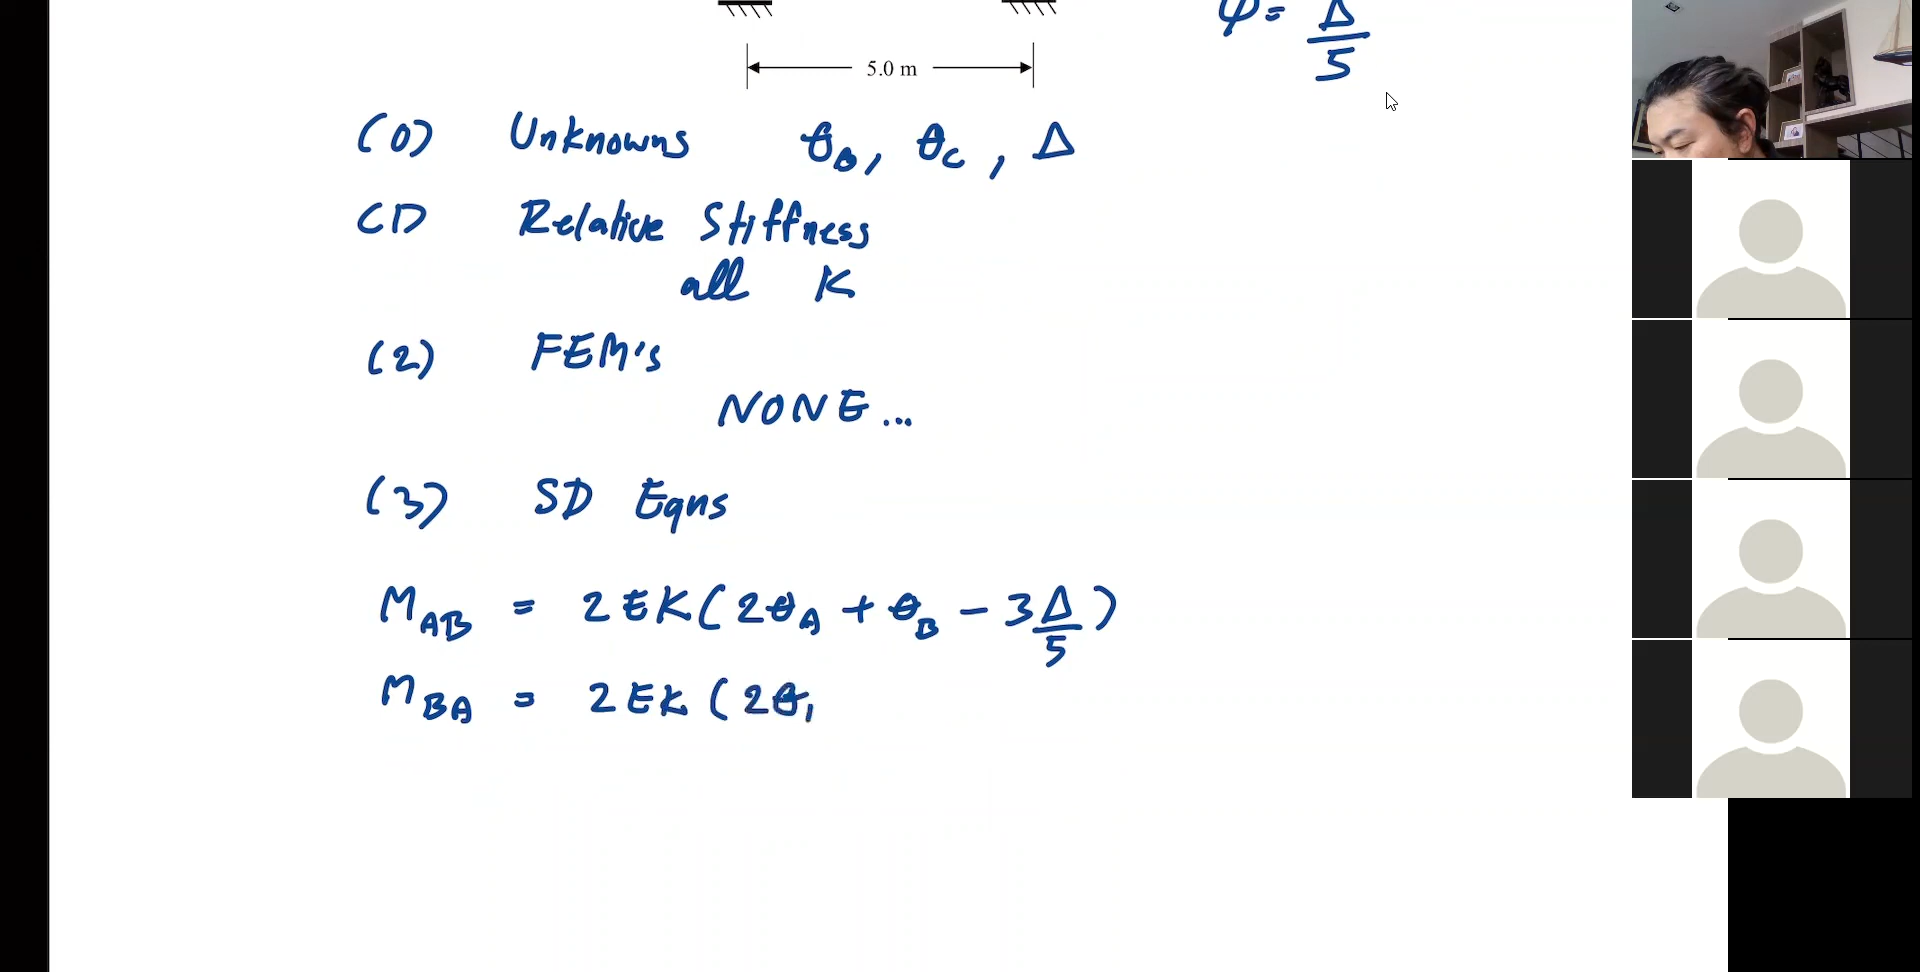 φ = Δ/5
5.0 m
(0) Unknowns θB, θC, Δ
(1) Relative Stiffness
all K
(2) FEM's
NONE...
(3) SD Eqns
MAB = 2EK(2θA + θB - 3Δ/5)
MBA = 2EK(2θ